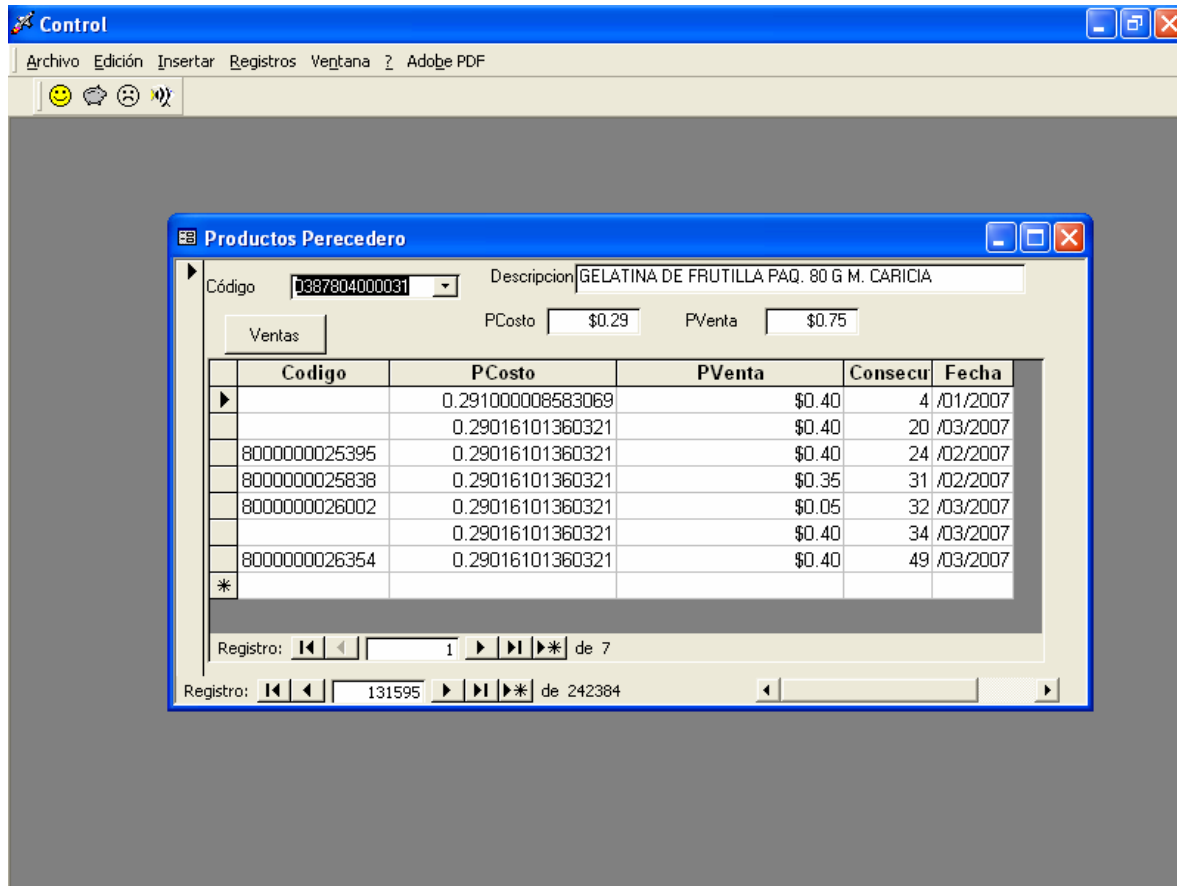 Control
Archivo Edición Insertar Registros Ventana ? Adobe PDF
Productos Perecedero
Código 0387804000031 Descripcion GELATINA DE FRUTILLA PAQ. 80 G M. CARICIA
Ventas PCosto $0.29 PVenta $0.75
Codigo PCosto PVenta Consecu Fecha
0.291000008583069 $0.40 4 /01/2007
0.29016101360321 $0.40 20 /03/2007
8000000025395 0.29016101360321 $0.40 24 /02/2007
8000000025838 0.29016101360321 $0.35 31 /02/2007
8000000026002 0.29016101360321 $0.05 32 /03/2007
0.29016101360321 $0.40 34 /03/2007
8000000026354 0.29016101360321 $0.40 49 /03/2007
Registro: 1 de 7
Registro: 131595 de 242384